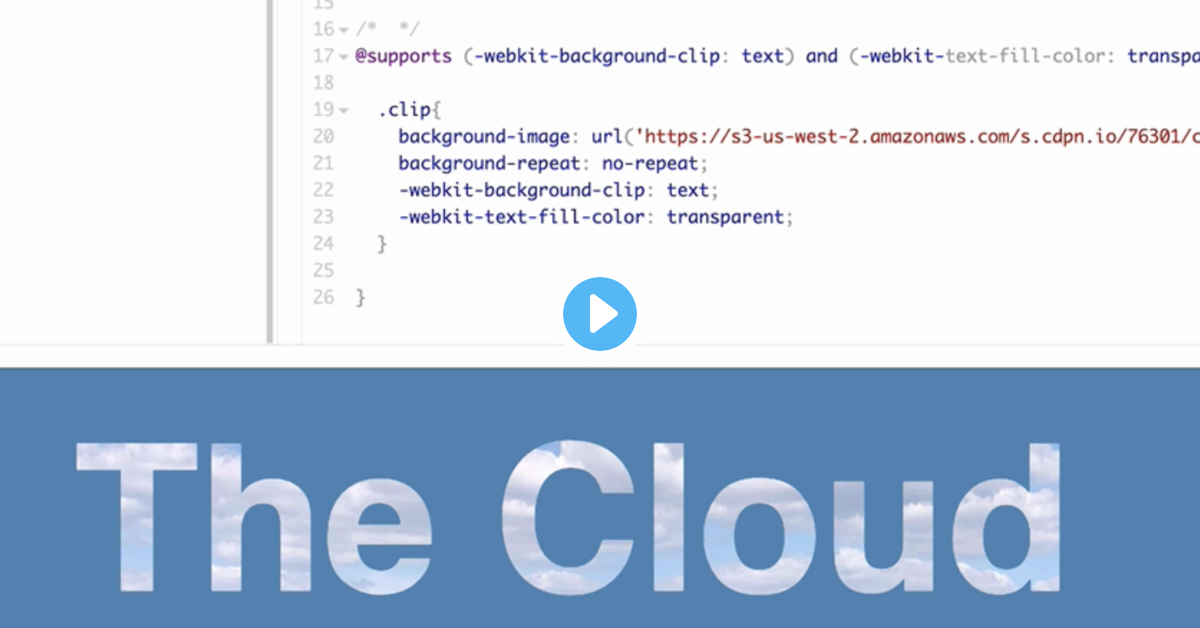 15
16 /*  */
17 @supports (-webkit-background-clip: text) and (-webkit-text-fill-color: transpa
18
19 .clip{
20 background-image: url('https://s3-us-west-2.amazonaws.com/s.cdpn.io/76301/c
21 background-repeat: no-repeat;
22 -webkit-background-clip: text;
23 -webkit-text-fill-color: transparent;
24 }
25
26 }
The Cloud